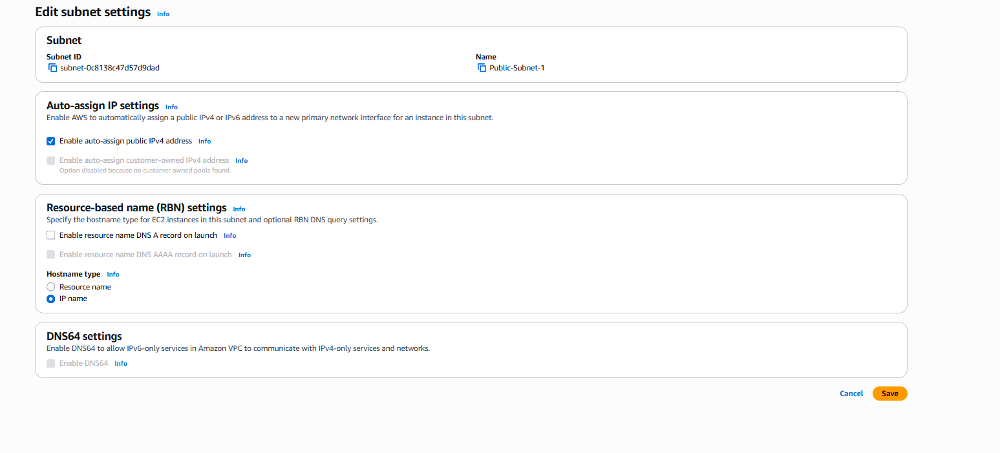 Edit subnet settings Info
Subnet
Subnet ID Name
subnet-0c8138c47d57d9dad Public-Subnet-1
Auto-assign IP settings Info
Enable AWS to automatically assign a public IPv4 or IPv6 address to a new primary network interface for an instance in this subnet.
Enable auto-assign public IPv4 address Info
Enable auto-assign customer-owned IPv4 address Info
Option disabled because no customer owned pools found.
Resource-based name (RBN) settings Info
Specify the hostname type for EC2 instances in this subnet and optional RBN DNS query settings.
Enable resource name DNS A record on launch Info
Enable resource name DNS AAAA record on launch Info
Hostname type Info
Resource name
IP name
DNS64 settings
Enable DNS64 to allow IPv6-only services in Amazon VPC to communicate with IPv4-only services and networks.
Enable DNS64 Info
Cancel Save